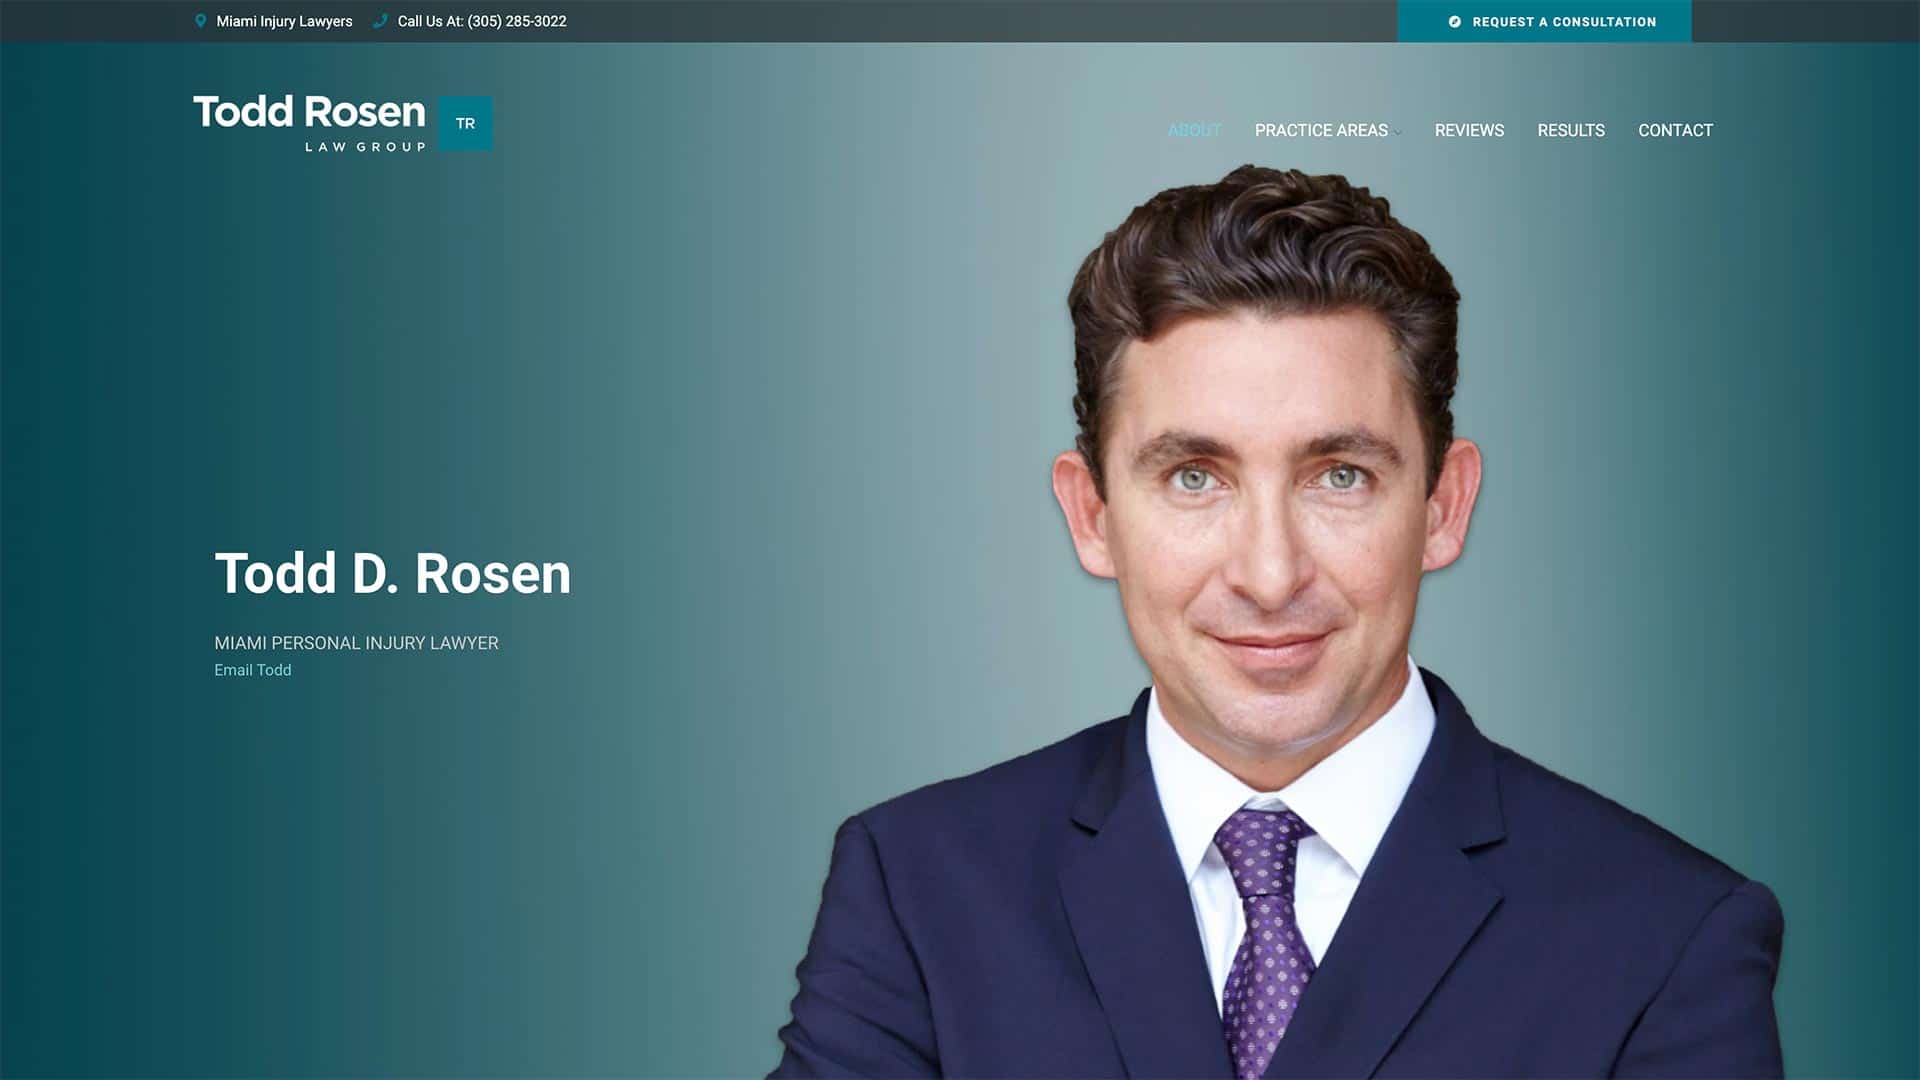 Miami Injury Lawyers
Call Us At: (305) 285-3022
REQUEST A CONSULTATION
Todd Rosen
LAW GROUP
TR
ABOUT
PRACTICE AREAS
REVIEWS
RESULTS
CONTACT
Todd D. Rosen
MIAMI PERSONAL INJURY LAWYER
Email Todd